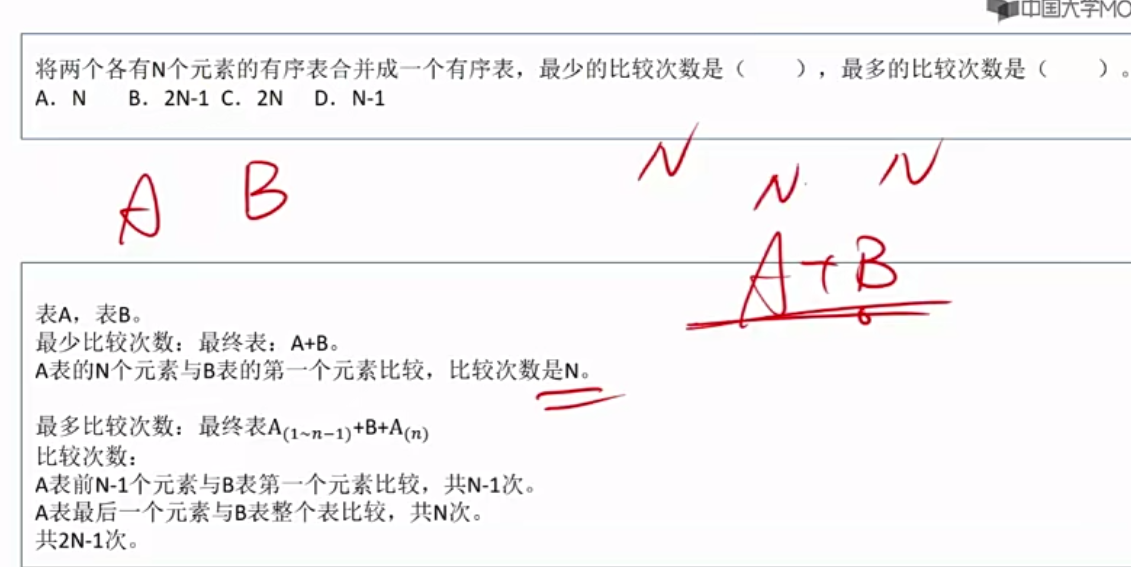 中国大学MO
将两个各有N个元素的有序表合并成一个有序表，最少的比较次数是（　　），最多的比较次数是（　　）。
A．N　B．2N-1 C．2N　D．N-1
A B
N N N
A+B
表A，表B。
最少比较次数：最终表：A+B。
A表的N个元素与B表的第一个元素比较，比较次数是N。
最多比较次数：最终表A(1~n−1)+B+A(n)
比较次数：
A表前N-1个元素与B表第一个元素比较，共N-1次。
A表最后一个元素与B表整个表比较，共N次。
共2N-1次。